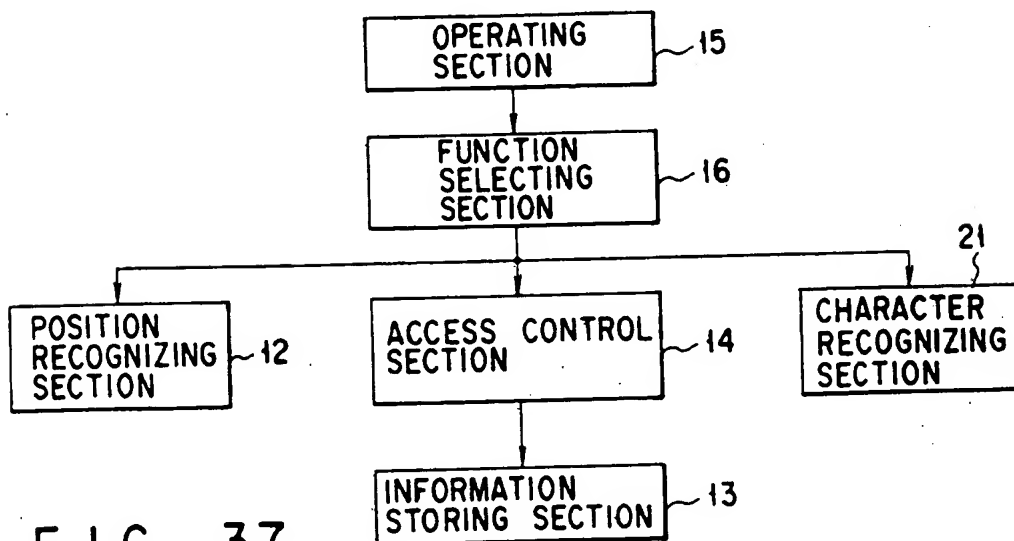 OPERATING
SECTION
15
FUNCTION
SELECTING
SECTION
16
21
POSITION
RECOGNIZING
SECTION
12
ACCESS CONTROL
SECTION
14
CHARACTER
RECOGNIZING
SECTION
INFORMATION
STORING SECTION
13
FIG. 37